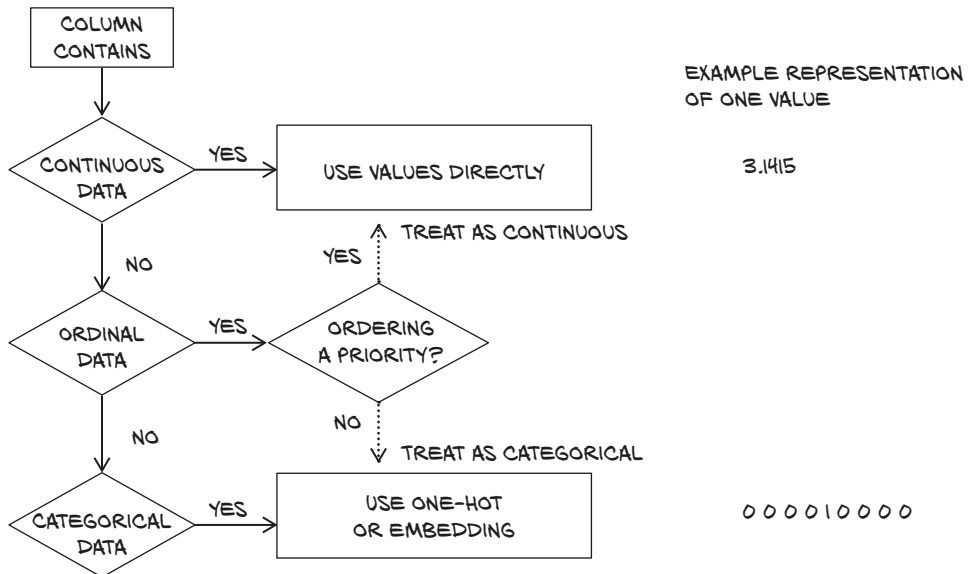 COLUMN
CONTAINS
EXAMPLE REPRESENTATION
OF ONE VALUE
CONTINUOUS
DATA
YES
USE VALUES DIRECTLY
3.1415
TREAT AS CONTINUOUS
YES
NO
ORDINAL
DATA
YES
ORDERING
A PRIORITY?
NO
NO
TREAT AS CATEGORICAL
CATEGORICAL
DATA
YES
USE ONE-HOT
OR EMBEDDING
0 0 0 0 1 0 0 0 0